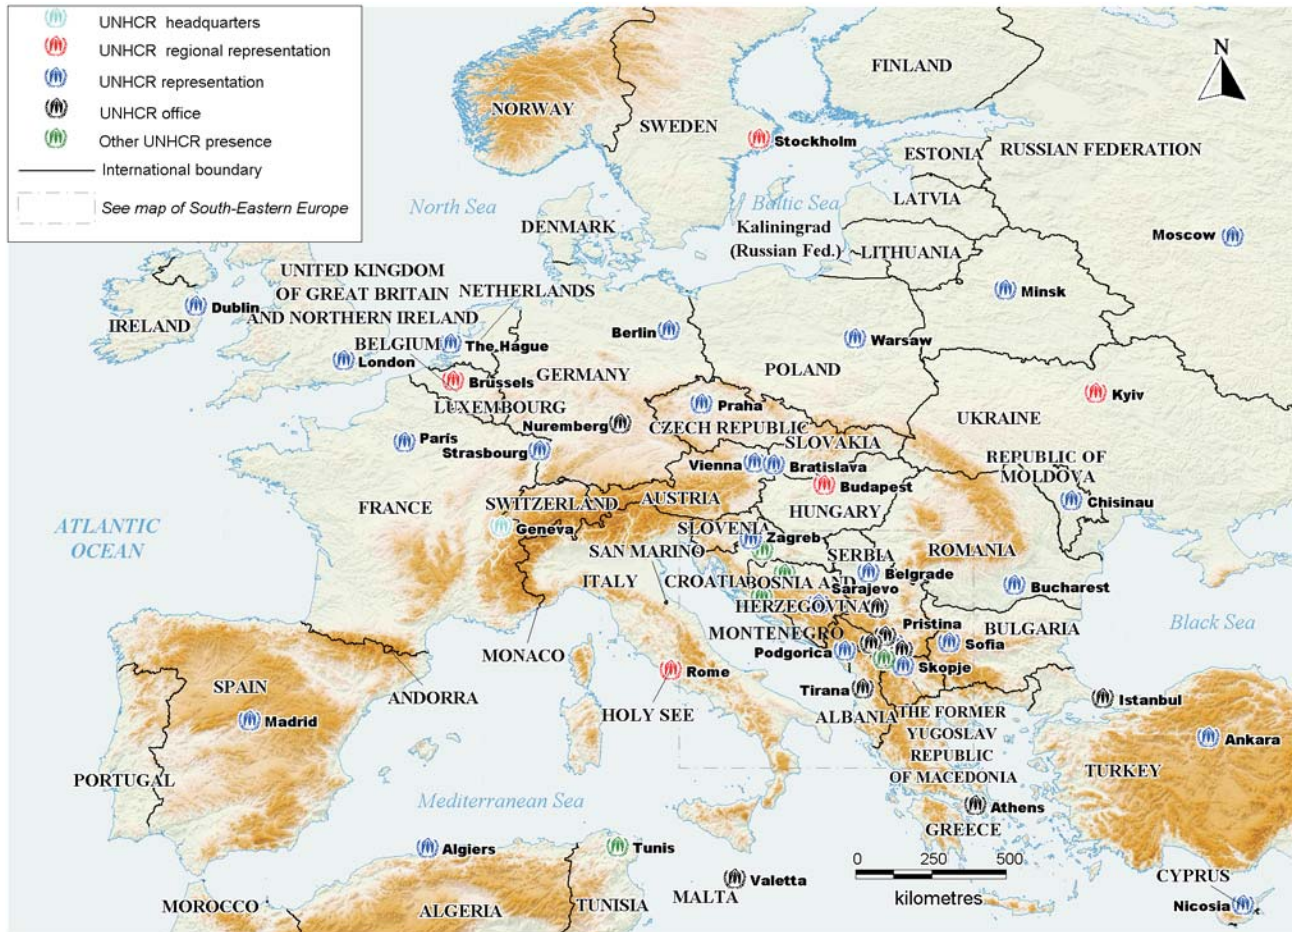 UNHCR headquarters
UNHCR regional representation
UNHCR representation
UNHCR office
Other UNHCR presence
International boundary
See map of South-Eastern Europe
N
FINLAND
NORWAY
SWEDEN
Stockholm
ESTONIA
RUSSIAN FEDERATION
LATVIA
North Sea
Baltic Sea
DENMARK
Kaliningrad
(Russian Fed.)
LITHUANIA
Moscow
UNITED KINGDOM
OF GREAT BRITAIN
AND NORTHERN IRELAND
NETHERLANDS
Minsk
Dublin
IRELAND
Berlin
Warsaw
BELGIUM
The Hague
London
GERMANY
POLAND
Brussels
Kyiv
LUXEMBOURG
Praha
UKRAINE
Nuremberg
CZECH REPUBLIC
Paris
SLOVAKIA
Strasbourg
REPUBLIC OF
MOLDOVA
Vienna
Bratislava
Budapest
SWITZERLAND
AUSTRIA
Chisinau
FRANCE
HUNGARY
ATLANTIC
OCEAN
Geneva
SLOVENIA
Zagreb
SAN MARINO
SERBIA
ROMANIA
ITALY
CROATIA
BOSNIA AND
HERZEGOVINA
Belgrade
Sarajevo
Bucharest
Pristina
MONTENEGRO
BULGARIA
Black Sea
MONACO
Podgorica
Sofia
Skopje
Rome
SPAIN
ANDORRA
Tirana
Istanbul
HOLY SEE
ALBANIA
THE FORMER
YUGOSLAV
REPUBLIC
OF MACEDONIA
Madrid
Ankara
PORTUGAL
TURKEY
Mediterranean Sea
Athens
GREECE
Algiers
Tunis
0 250 500
kilometres
Valetta
MALTA
CYPRUS
MOROCCO
ALGERIA
TUNISIA
Nicosia